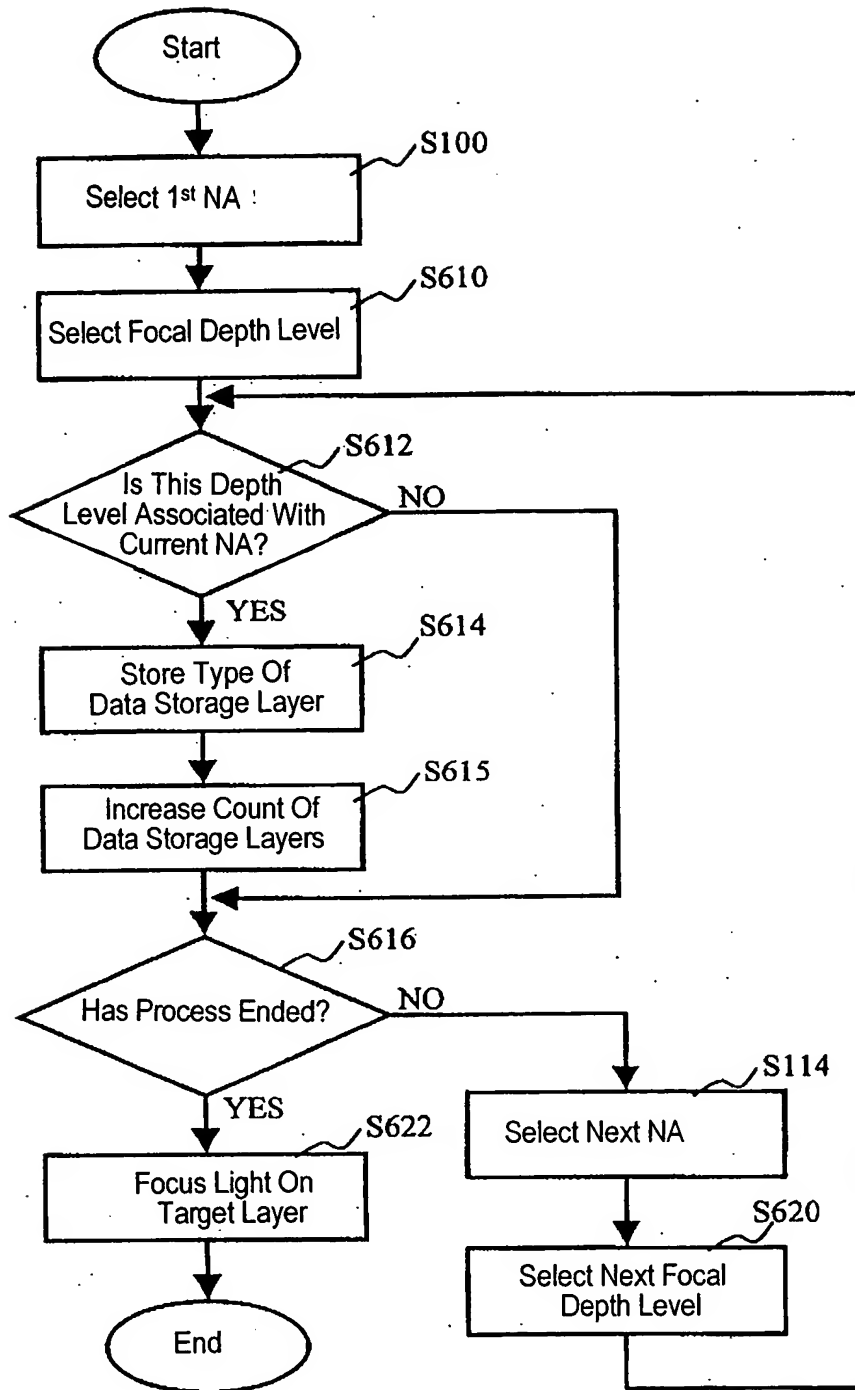 Start
S100
Select 1st NA
S610
Select Focal Depth Level
S612
Is This Depth
Level Associated With
Current NA?
NO
YES
S614
Store Type Of
Data Storage Layer
S615
Increase Count Of
Data Storage Layers
S616
Has Process Ended?
NO
YES
S114
Select Next NA
S622
Focus Light On
Target Layer
S620
Select Next Focal
Depth Level
End